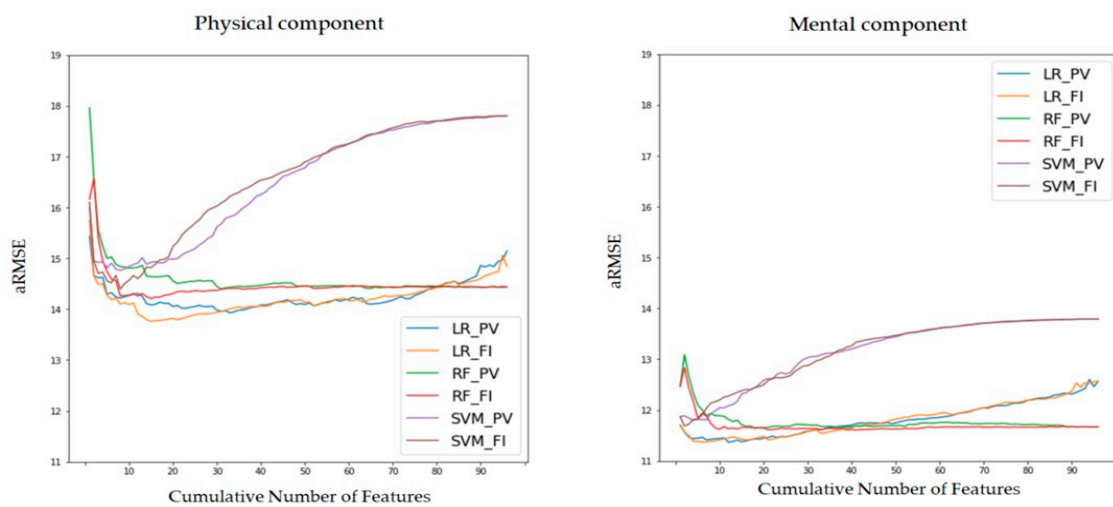 Physical component
Mental component
19
18
17
16
15
14
13
12
11
aRMSE
10
20
30
40
50
60
70
80
90
Cumulative Number of Features
LR_PV
LR_FI
RF_PV
RF_FI
SVM_PV
SVM_FI
19
18
17
16
15
14
13
12
11
aRMSE
10
20
30
40
50
60
70
80
90
Cumulative Number of Features
LR_PV
LR_FI
RF_PV
RF_FI
SVM_PV
SVM_FI